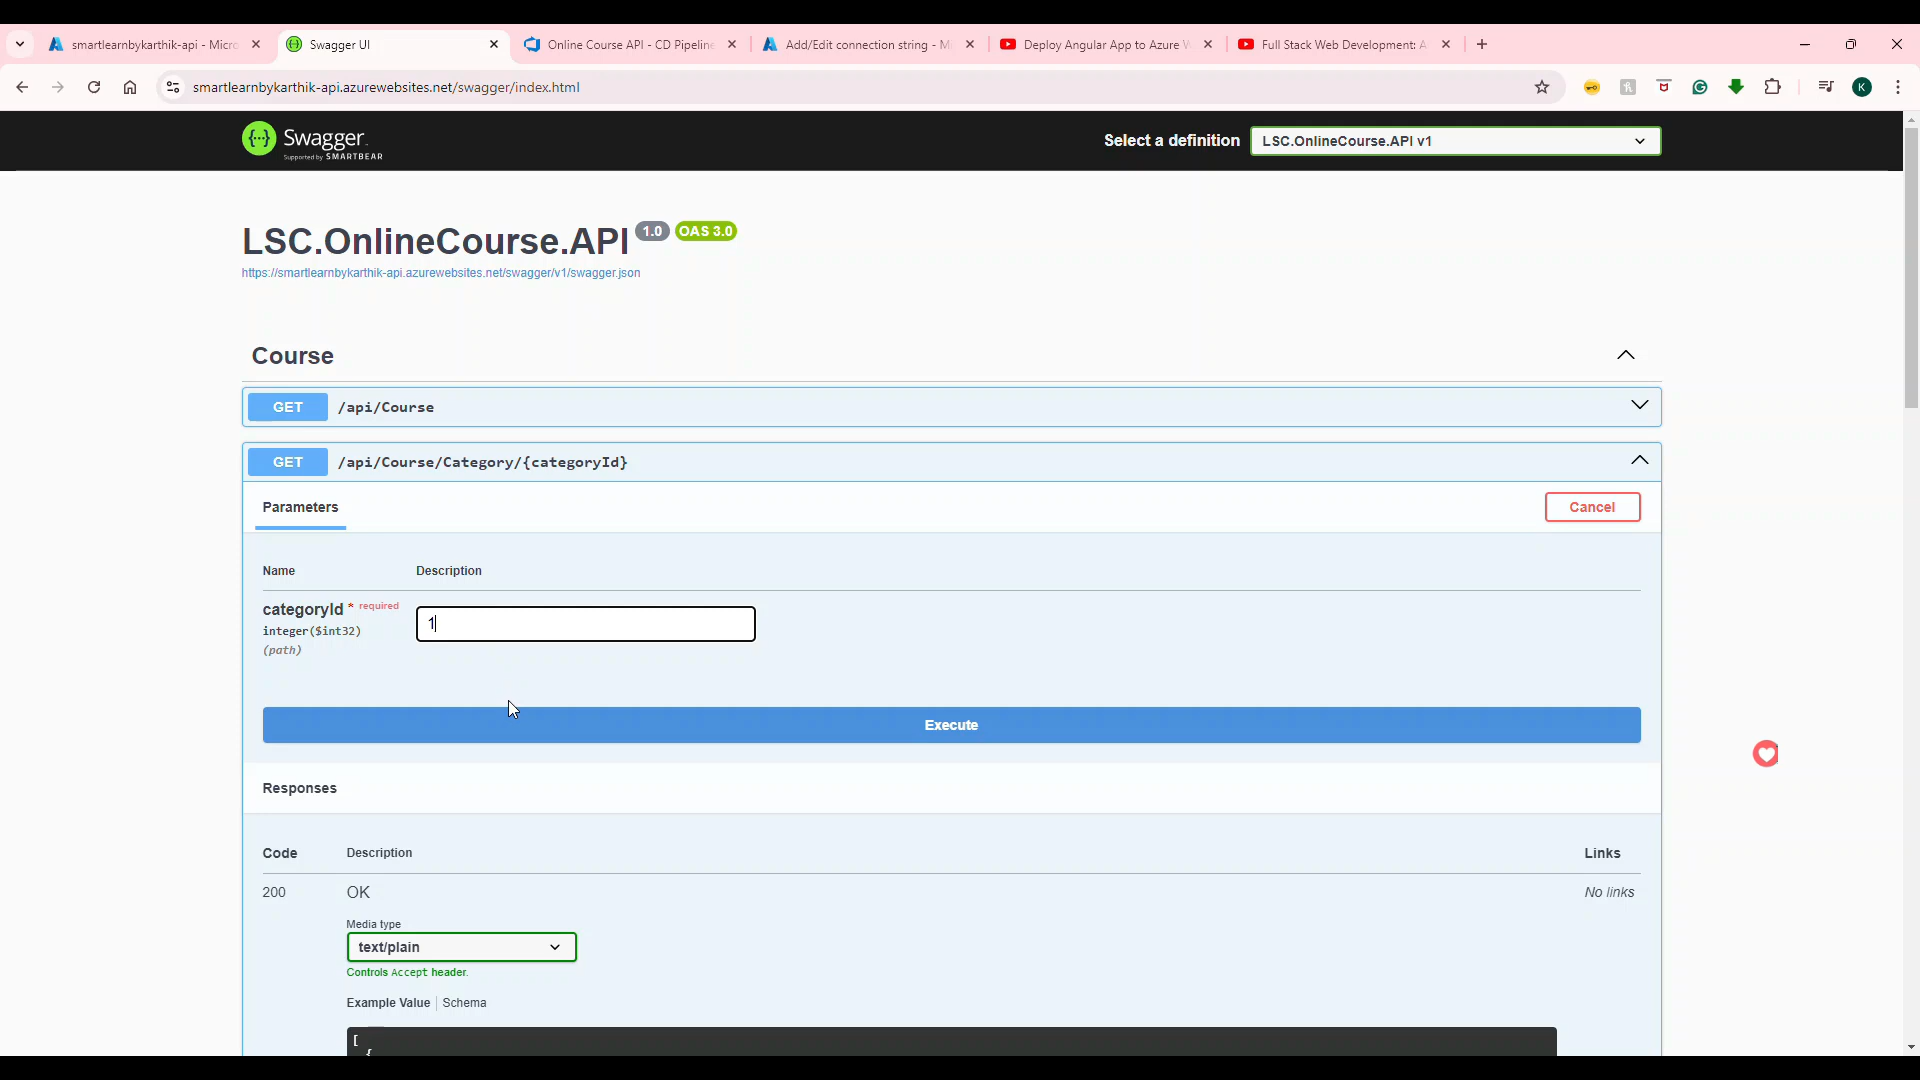 smartlearnbykarthik-api - Micro
Swagger UI
Online Course API - CD Pipeline
Add/Edit connection string - M
Deploy Angular App to Azure W
Full Stack Web Development: A
smartlearnbykarthik-api.azurewebsites.net/swagger/index.html
K
Swagger
Supported by SMARTBEAR
Select a definition
LSC.OnlineCourse.API v1
LSC.OnlineCourse.API 1.0 OAS 3.0
https://smartlearnbykarthik-api.azurewebsites.net/swagger/v1/swagger.json
Course
GET /api/Course
GET /api/Course/Category/{categoryId}
Parameters
Cancel
Name Description
categoryId * required
integer($int32)
(path)
1
Execute
Responses
Code Description Links
200 OK No links
Media type
text/plain
Controls Accept header.
Example Value Schema
[
{